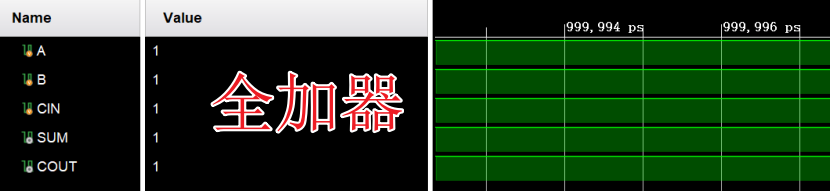 Name Value
999,994 ps 999,996 ps
A 1
B 1
CIN 1
SUM 1
COUT 1
全加器